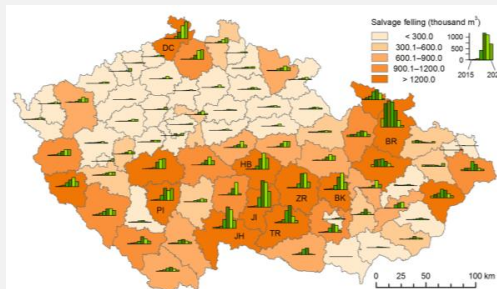 Salvage felling (thousand m³)
< 300.0
300.1–600.0
600.1–900.0
900.1–1200.0
> 1200.0
1000
500
0
2015
202
DC
BR
HB
ZR
BK
PI
JI
JH
TR
0 25 50 100 km